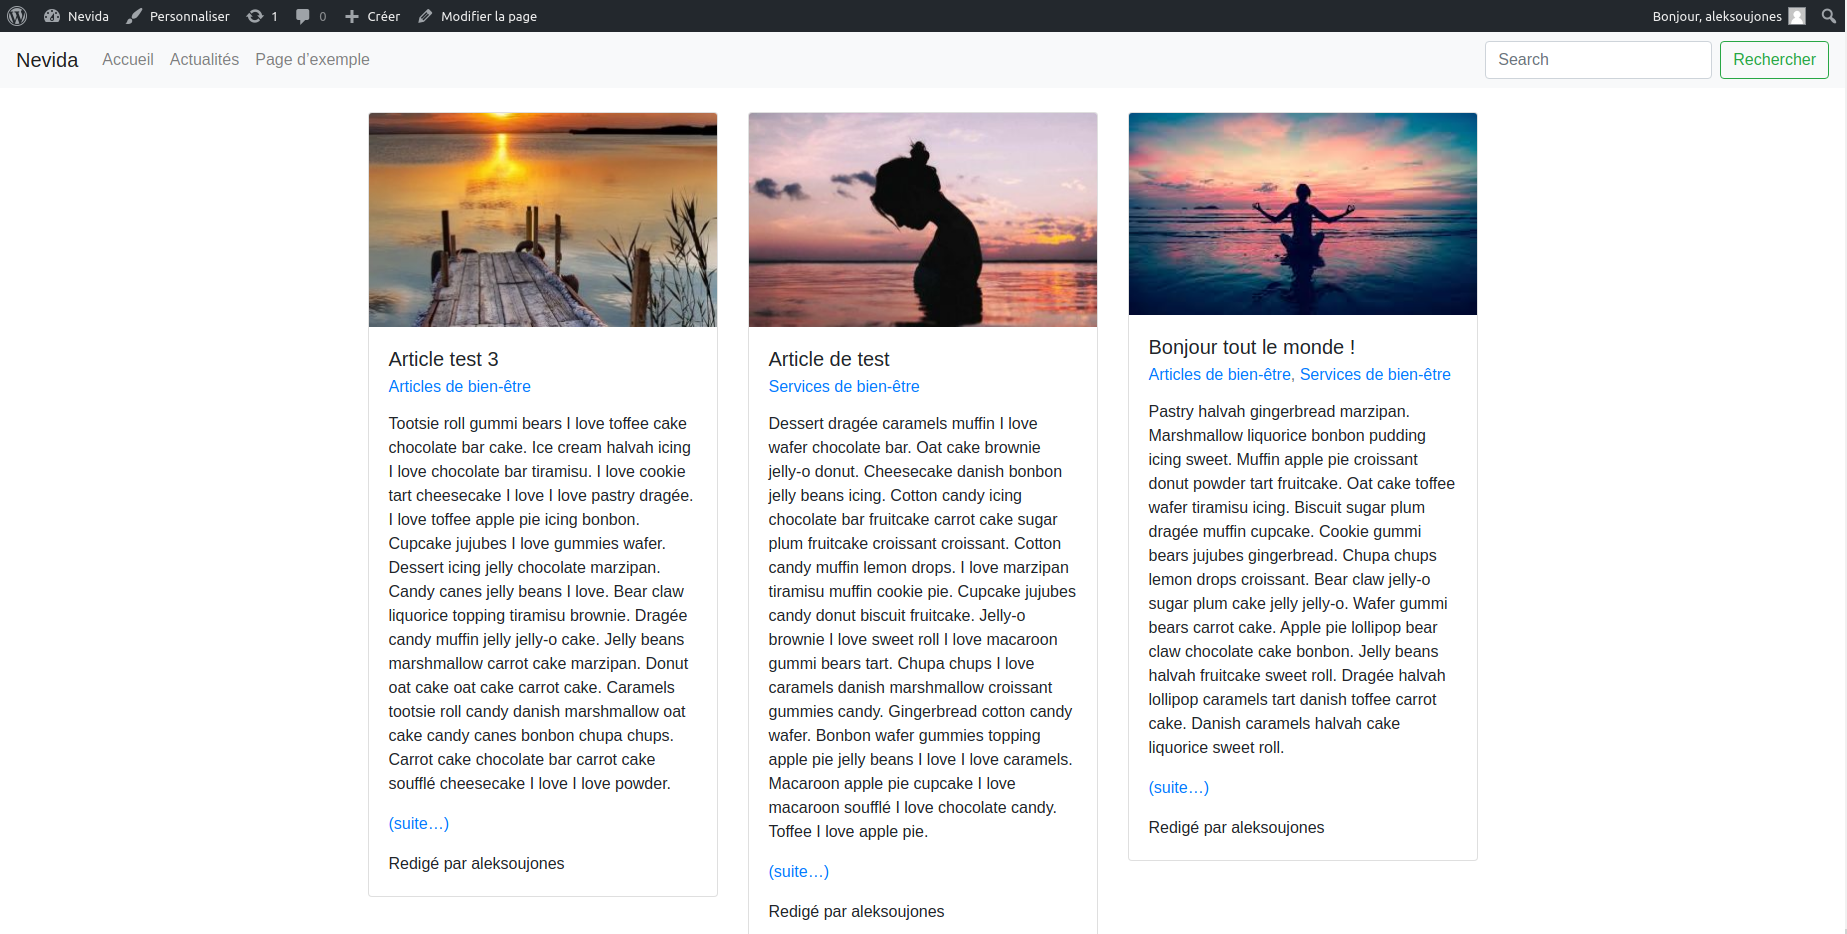 Nevida
Personnaliser
1
0
Créer
Modifier la page
Bonjour, aleksoujones
Nevida
Accueil
Actualités
Page d’exemple
Search
Rechercher
Article test 3
Articles de bien-être
Tootsie roll gummi bears I love toffee cake
chocolate bar cake. Ice cream halvah icing
I love chocolate bar tiramisu. I love cookie
tart cheesecake I love I love pastry dragée.
I love toffee apple pie icing bonbon.
Cupcake jujubes I love gummies wafer.
Dessert icing jelly chocolate marzipan.
Candy canes jelly beans I love. Bear claw
liquorice topping tiramisu brownie. Dragée
candy muffin jelly jelly-o cake. Jelly beans
marshmallow carrot cake marzipan. Donut
oat cake oat cake carrot cake. Caramels
tootsie roll candy danish marshmallow oat
cake candy canes bonbon chupa chups.
Carrot cake chocolate bar carrot cake
soufflé cheesecake I love I love powder.
(suite…)
Redigé par aleksoujones
Article de test
Services de bien-être
Dessert dragée caramels muffin I love
wafer chocolate bar. Oat cake brownie
jelly-o donut. Cheesecake danish bonbon
jelly beans icing. Cotton candy icing
chocolate bar fruitcake carrot cake sugar
plum fruitcake croissant croissant. Cotton
candy muffin lemon drops. I love marzipan
tiramisu muffin cookie pie. Cupcake jujubes
candy donut biscuit fruitcake. Jelly-o
brownie I love sweet roll I love macaroon
gummi bears tart. Chupa chups I love
caramels danish marshmallow croissant
gummies candy. Gingerbread cotton candy
wafer. Bonbon wafer gummies topping
apple pie jelly beans I love I love caramels.
Macaroon apple pie cupcake I love
macaroon soufflé I love chocolate candy.
Toffee I love apple pie.
(suite…)
Redigé par aleksoujones
Bonjour tout le monde !
Articles de bien-être, Services de bien-être
Pastry halvah gingerbread marzipan.
Marshmallow liquorice bonbon pudding
icing sweet. Muffin apple pie croissant
donut powder tart fruitcake. Oat cake toffee
wafer tiramisu icing. Biscuit sugar plum
dragée muffin cupcake. Cookie gummi
bears jujubes gingerbread. Chupa chups
lemon drops croissant. Bear claw jelly-o
sugar plum cake jelly jelly-o. Wafer gummi
bears carrot cake. Apple pie lollipop bear
claw chocolate cake bonbon. Jelly beans
halvah fruitcake sweet roll. Dragée halvah
lollipop caramels tart danish toffee carrot
cake. Danish caramels halvah cake
liquorice sweet roll.
(suite…)
Redigé par aleksoujones